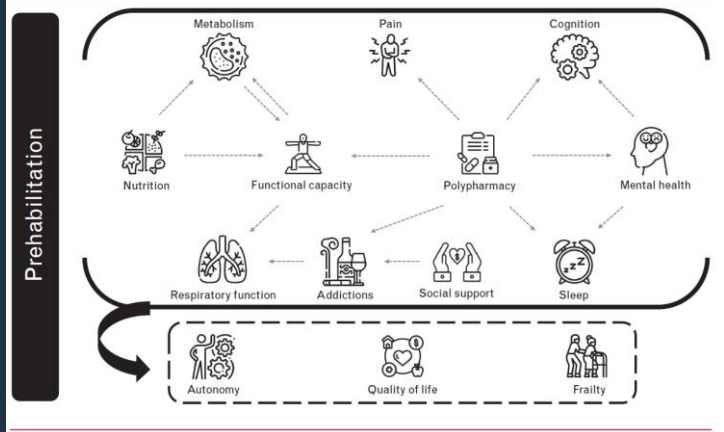 Prehabilitation
Metabolism
Pain
Cognition
Nutrition
Functional capacity
Polypharmacy
Mental health
Respiratory function
Addictions
Social support
Sleep
zzZ
Autonomy
Quality of life
Frailty